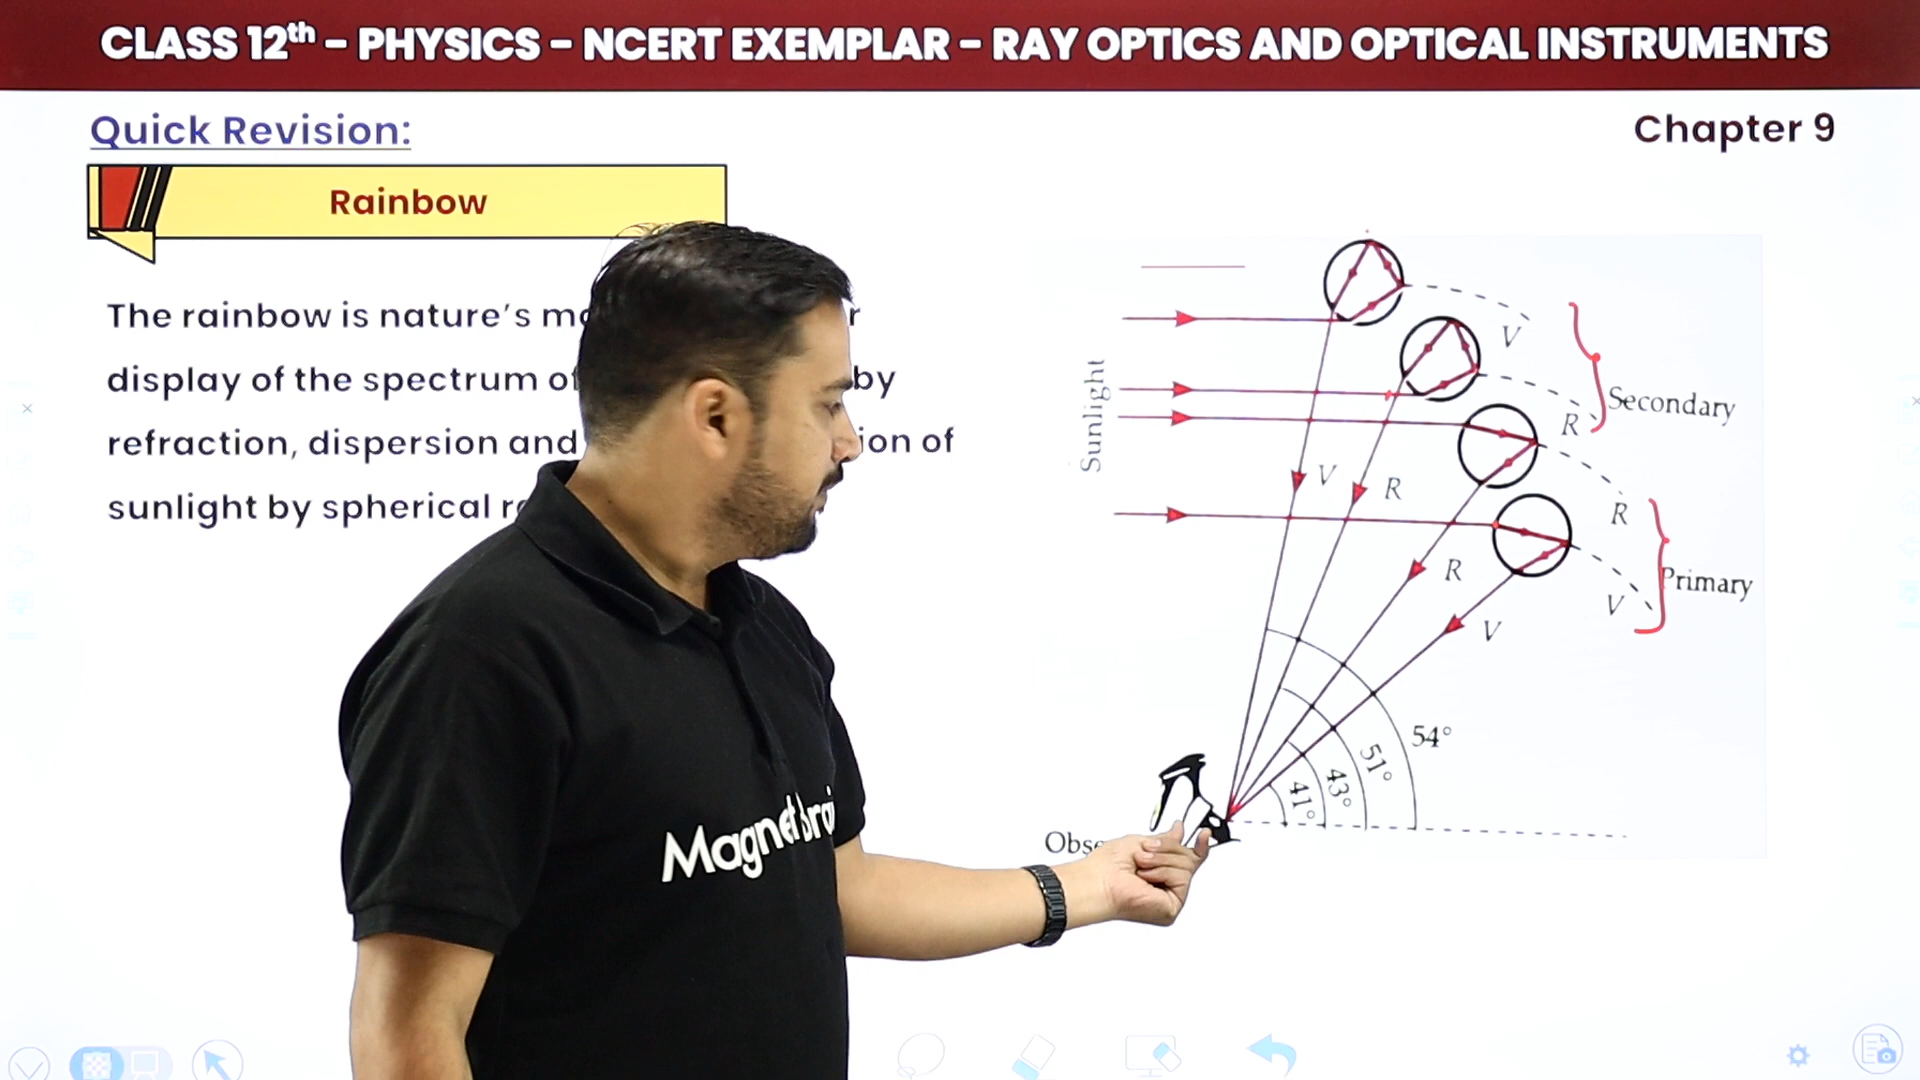 CLASS 12th - PHYSICS - NCERT EXEMPLAR - RAY OPTICS AND OPTICAL INSTRUMENTS
Quick Revision:
Chapter 9
Rainbow
The rainbow is nature's
display of the spectrum by
refraction, dispersion and of
sunlight by spherical
Sunlight
V
R
Secondary
V
R
R
Primary
R
V
V
54°
51°
43°
41°
Magnet Brai